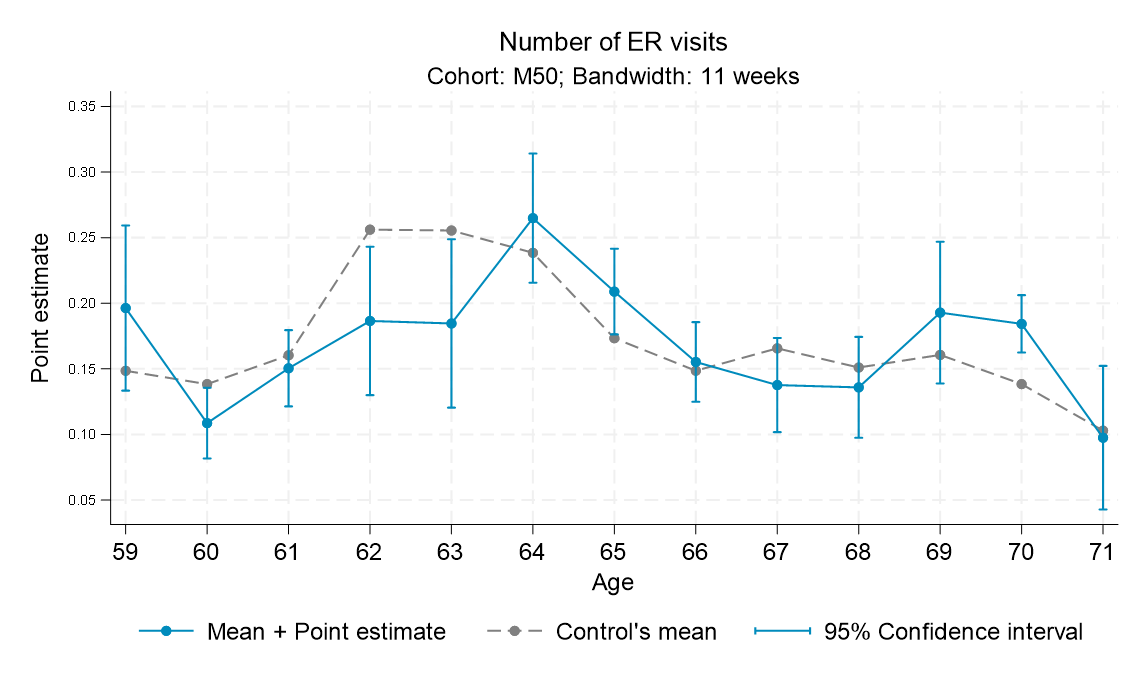 Number of ER visits
Cohort: M50; Bandwidth: 11 weeks
Point estimate
0.35
0.30
0.25
0.20
0.15
0.10
0.05
59 60 61 62 63 64 65 66 67 68 69 70 71
Age
Mean + Point estimate Control's mean 95% Confidence interval